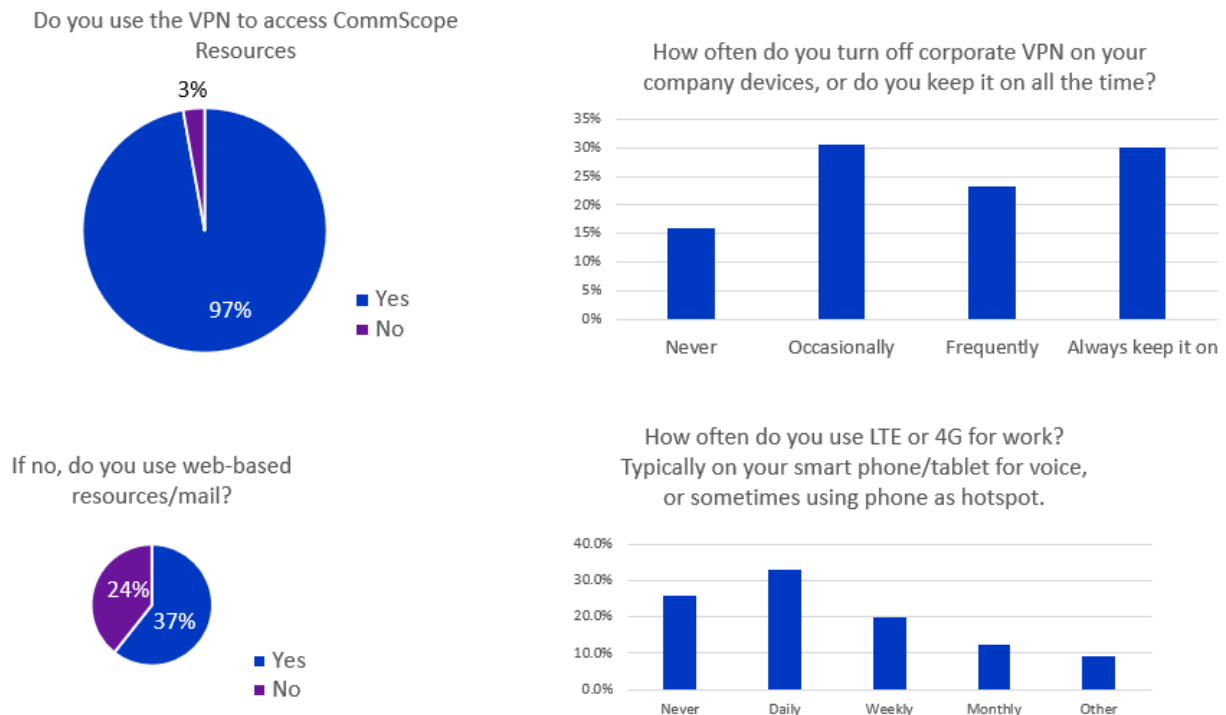 Do you use the VPN to access CommScope
Resources
3%
97%
Yes
No
How often do you turn off corporate VPN on your
company devices, or do you keep it on all the time?
35%
30%
25%
20%
15%
10%
5%
0%
Never Occasionally Frequently Always keep it on
If no, do you use web-based
resources/mail?
24%
37%
Yes
No
How often do you use LTE or 4G for work?
Typically on your smart phone/tablet for voice,
or sometimes using phone as hotspot.
40.0%
30.0%
20.0%
10.0%
0.0%
Never Daily Weekly Monthly Other